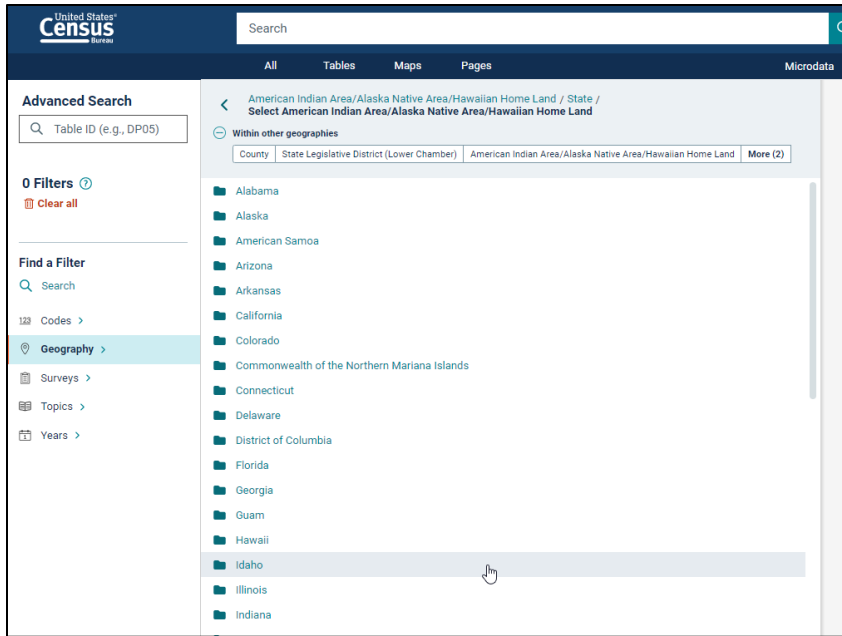 United States®
Census
Bureau
Search
All Tables Maps Pages Microdata
Advanced Search
Table ID (e.g., DP05)
0 Filters ?
Clear all
Find a Filter
Search
123 Codes >
Geography >
Surveys >
Topics >
1 Years >
American Indian Area/Alaska Native Area/Hawaiian Home Land / State /
Select American Indian Area/Alaska Native Area/Hawaiian Home Land
Within other geographies
County State Legislative District (Lower Chamber) American Indian Area/Alaska Native Area/Hawaiian Home Land More (2)
Alabama
Alaska
American Samoa
Arizona
Arkansas
California
Colorado
Commonwealth of the Northern Mariana Islands
Connecticut
Delaware
District of Columbia
Florida
Georgia
Guam
Hawaii
Idaho
Illinois
Indiana